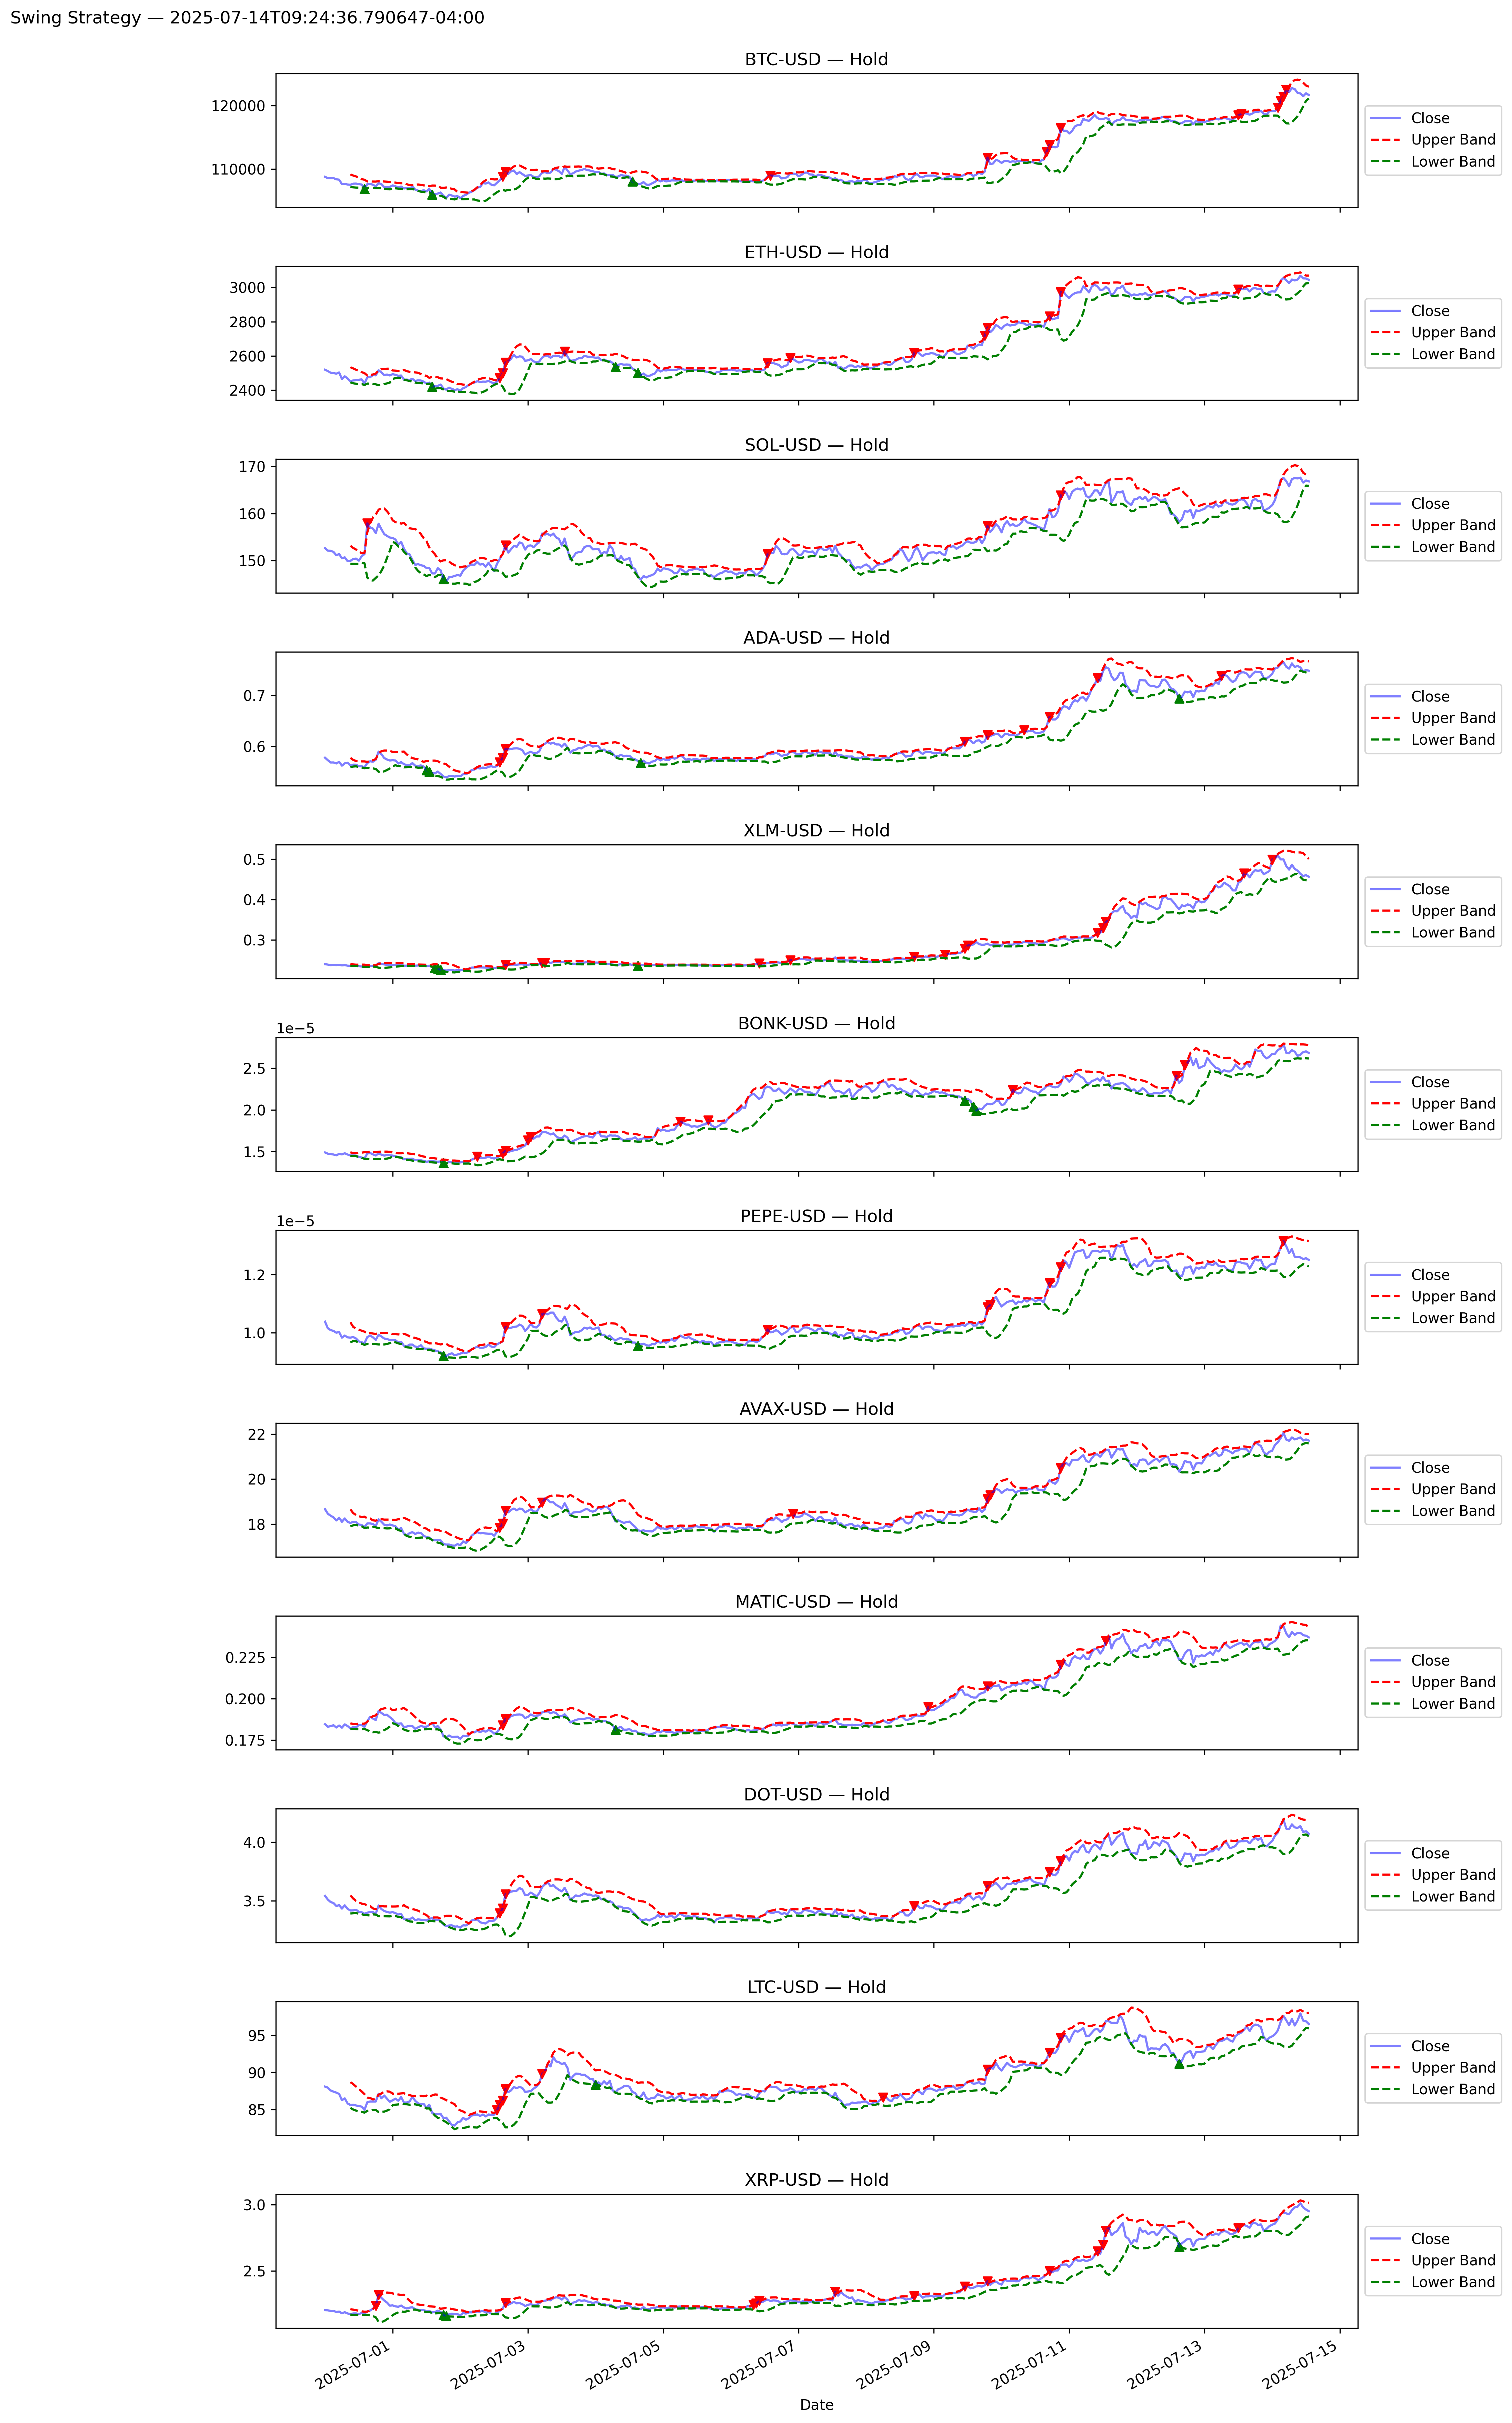 Swing Strategy — 2025-07-14T09:24:36.790647-04:00
BTC-USD — Hold
120000
110000
Close
Upper Band
Lower Band
ETH-USD — Hold
3000
2800
2600
2400
Close
Upper Band
Lower Band
SOL-USD — Hold
170
160
150
Close
Upper Band
Lower Band
ADA-USD — Hold
0.7
0.6
Close
Upper Band
Lower Band
XLM-USD — Hold
0.5
0.4
0.3
Close
Upper Band
Lower Band
BONK-USD — Hold
1e−5
2.5
2.0
1.5
Close
Upper Band
Lower Band
PEPE-USD — Hold
1e−5
1.2
1.0
Close
Upper Band
Lower Band
AVAX-USD — Hold
22
20
18
Close
Upper Band
Lower Band
MATIC-USD — Hold
0.225
0.200
0.175
Close
Upper Band
Lower Band
DOT-USD — Hold
4.0
3.5
Close
Upper Band
Lower Band
LTC-USD — Hold
95
90
85
Close
Upper Band
Lower Band
XRP-USD — Hold
3.0
2.5
Close
Upper Band
Lower Band
2025-07-01
2025-07-03
2025-07-05
2025-07-07
2025-07-09
2025-07-11
2025-07-13
2025-07-15
Date